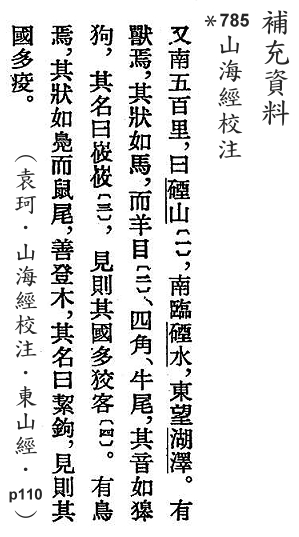 補充資料
*785
山海經校注
又南五百里，曰䃌山〔一〕，南臨䃌水，東望湖澤。有
獸焉，其狀如馬，而羊目〔二〕、四角、牛尾，其音如獆
狗，其名曰峳峳〔三〕，見則其國多狡客〔四〕。有鳥
焉，其狀如鳧而鼠尾，善登木，其名曰絜鉤，見則其
國多疫。
（袁珂．山海經校注．東山經．p110）